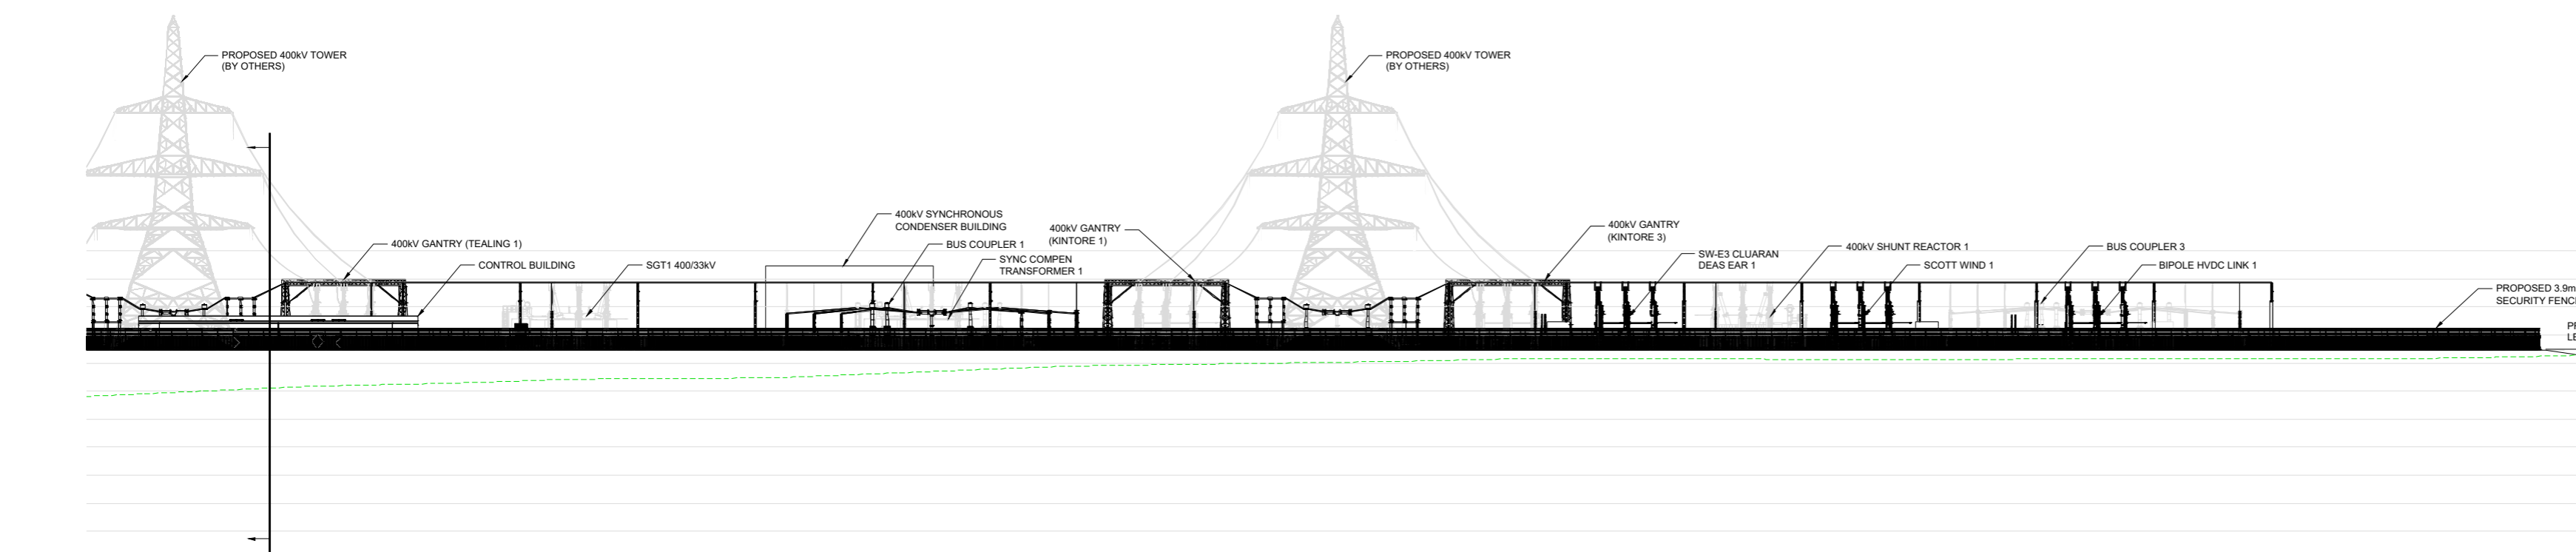 PROPOSED 400kV TOWER
(BY OTHERS)
PROPOSED 400kV TOWER
(BY OTHERS)
400kV GANTRY (TEALING 1)
CONTROL BUILDING
SGT1 400/33kV
400kV SYNCHRONOUS
CONDENSER BUILDING
BUS COUPLER 1
SYNC COMPEN
TRANSFORMER 1
400kV GANTRY
(KINTORE 1)
400kV GANTRY
(KINTORE 3)
SW-E3 CLUARAN
DEAS EAR 1
400kV SHUNT REACTOR 1
SCOTT WIND 1
BUS COUPLER 3
BIPOLE HVDC LINK 1
PROPOSED 3.9m
SECURITY FENC